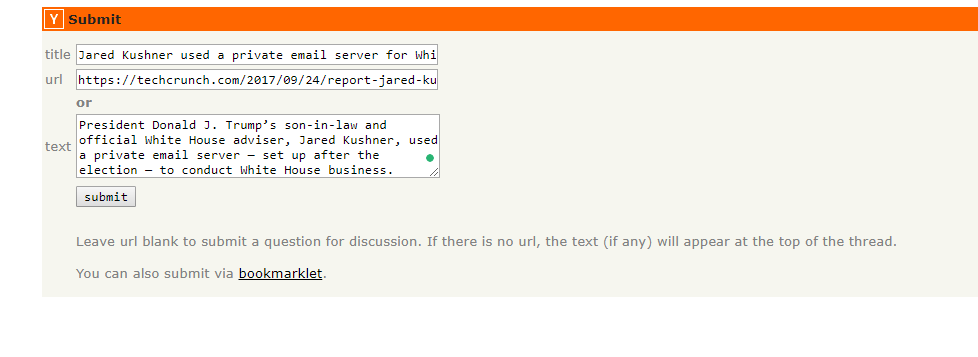 Y Submit
title Jared Kushner used a private email server for Whi
url https://techcrunch.com/2017/09/24/report-jared-ku
or
text President Donald J. Trump’s son-in-law and
official White House adviser, Jared Kushner, used
a private email server — set up after the
election — to conduct White House business.
submit
Leave url blank to submit a question for discussion. If there is no url, the text (if any) will appear at the top of the thread.
You can also submit via bookmarklet.